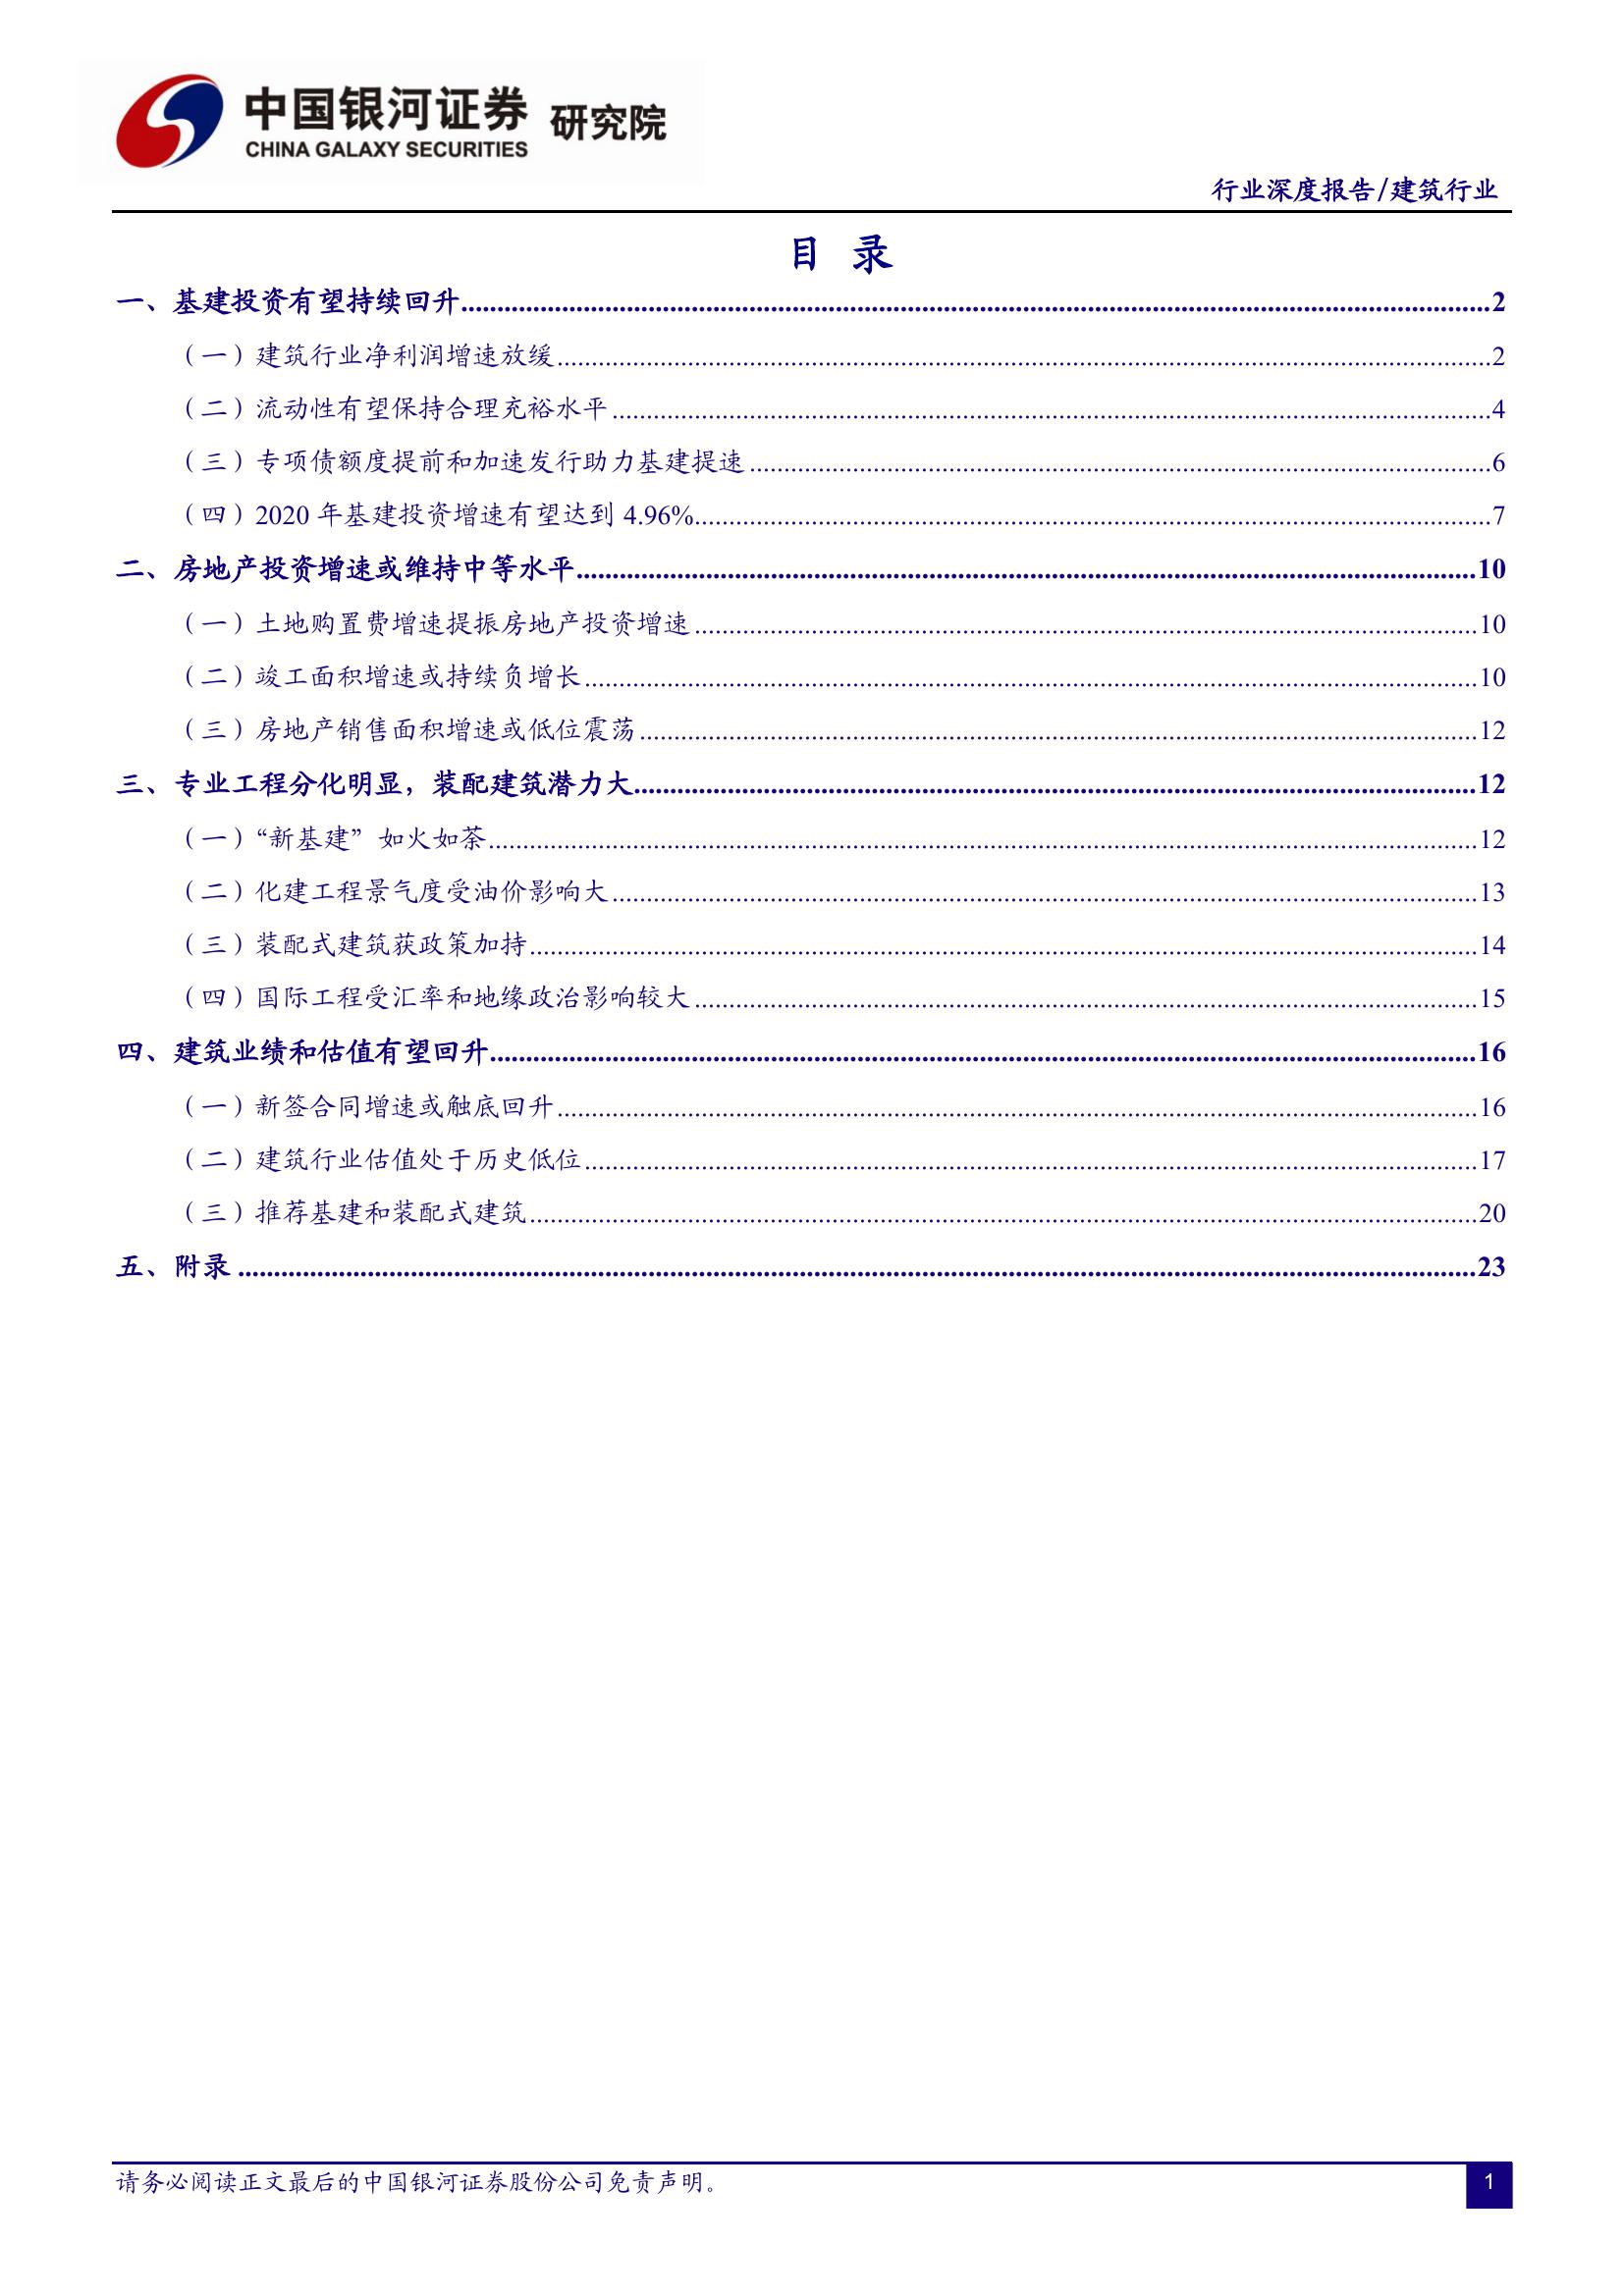 中国银河证券 研究院
CHINA GALAXY SECURITIES
行业深度报告/建筑行业
目 录
一、基建投资有望持续回升........2
（一）建筑行业净利润增速放缓........2
（二）流动性有望保持合理充裕水平........4
（三）专项债额度提前和加速发行助力基建提速........6
（四）2020 年基建投资增速有望达到 4.96%........7
二、房地产投资增速或维持中等水平........10
（一）土地购置费增速提振房地产投资增速........10
（二）竣工面积增速或持续负增长........10
（三）房地产销售面积增速或低位震荡........12
三、专业工程分化明显，装配建筑潜力大........12
（一）“新基建”如火如荼........12
（二）化建工程景气度受油价影响大........13
（三）装配式建筑获政策加持........14
（四）国际工程受汇率和地缘政治影响较大........15
四、建筑业绩和估值有望回升........16
（一）新签合同增速或触底回升........16
（二）建筑行业估值处于历史低位........17
（三）推荐基建和装配式建筑........20
五、附录........23
请务必阅读正文最后的中国银河证券股份公司免责声明。
1